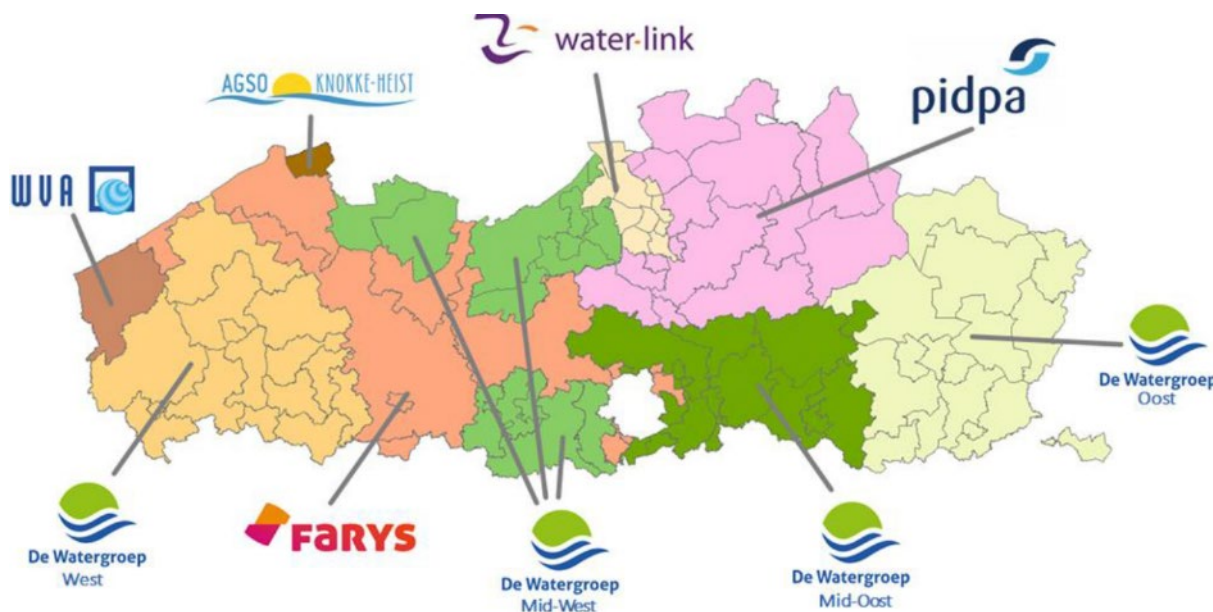 water-link
AGSO KNOKKE-HEIST
pidpa
WVA
De Watergroep
Oost
De Watergroep
West
FARYS
De Watergroep
Mid-West
De Watergroep
Mid-Oost